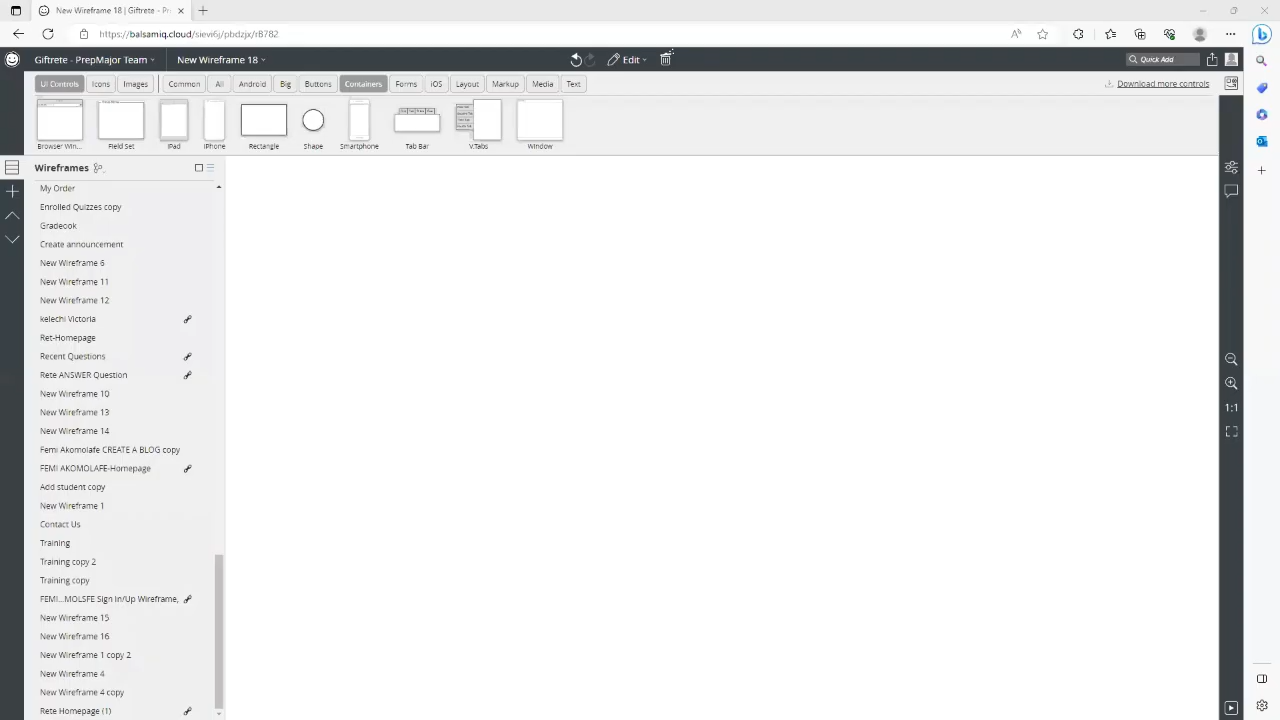 New Wireframe 18 | Giftrete - Pr
https://balsamiq.cloud/sievi6j/pbdzjx/rB782
Giftrete - PrepMajor Team
New Wireframe 18
Edit
Quick Add
UI Controls
Icons
Images
Common
All
Android
Big
Buttons
Containers
Forms
iOS
Layout
Markup
Media
Text
Download more controls
Browser Win...
Field Set
iPad
iPhone
Rectangle
Shape
Smartphone
Tab Bar
V.Tabs
Window
Wireframes
My Order
Enrolled Quizzes copy
Gradeook
Create announcement
New Wireframe 6
New Wireframe 11
New Wireframe 12
kelechi Victoria
Ret-Homepage
Recent Questions
Rete ANSWER Question
New Wireframe 10
New Wireframe 13
New Wireframe 14
Femi Akomolafe CREATE A BLOG copy
FEMI AKOMOLAFE-Homepage
Add student copy
New Wireframe 1
Contact Us
Training
Training copy 2
Training copy
FEMI...MOLSFE Sign In/Up Wireframe,
New Wireframe 15
New Wireframe 16
New Wireframe 1 copy 2
New Wireframe 4
New Wireframe 4 copy
Rete Homepage (1)
1:1